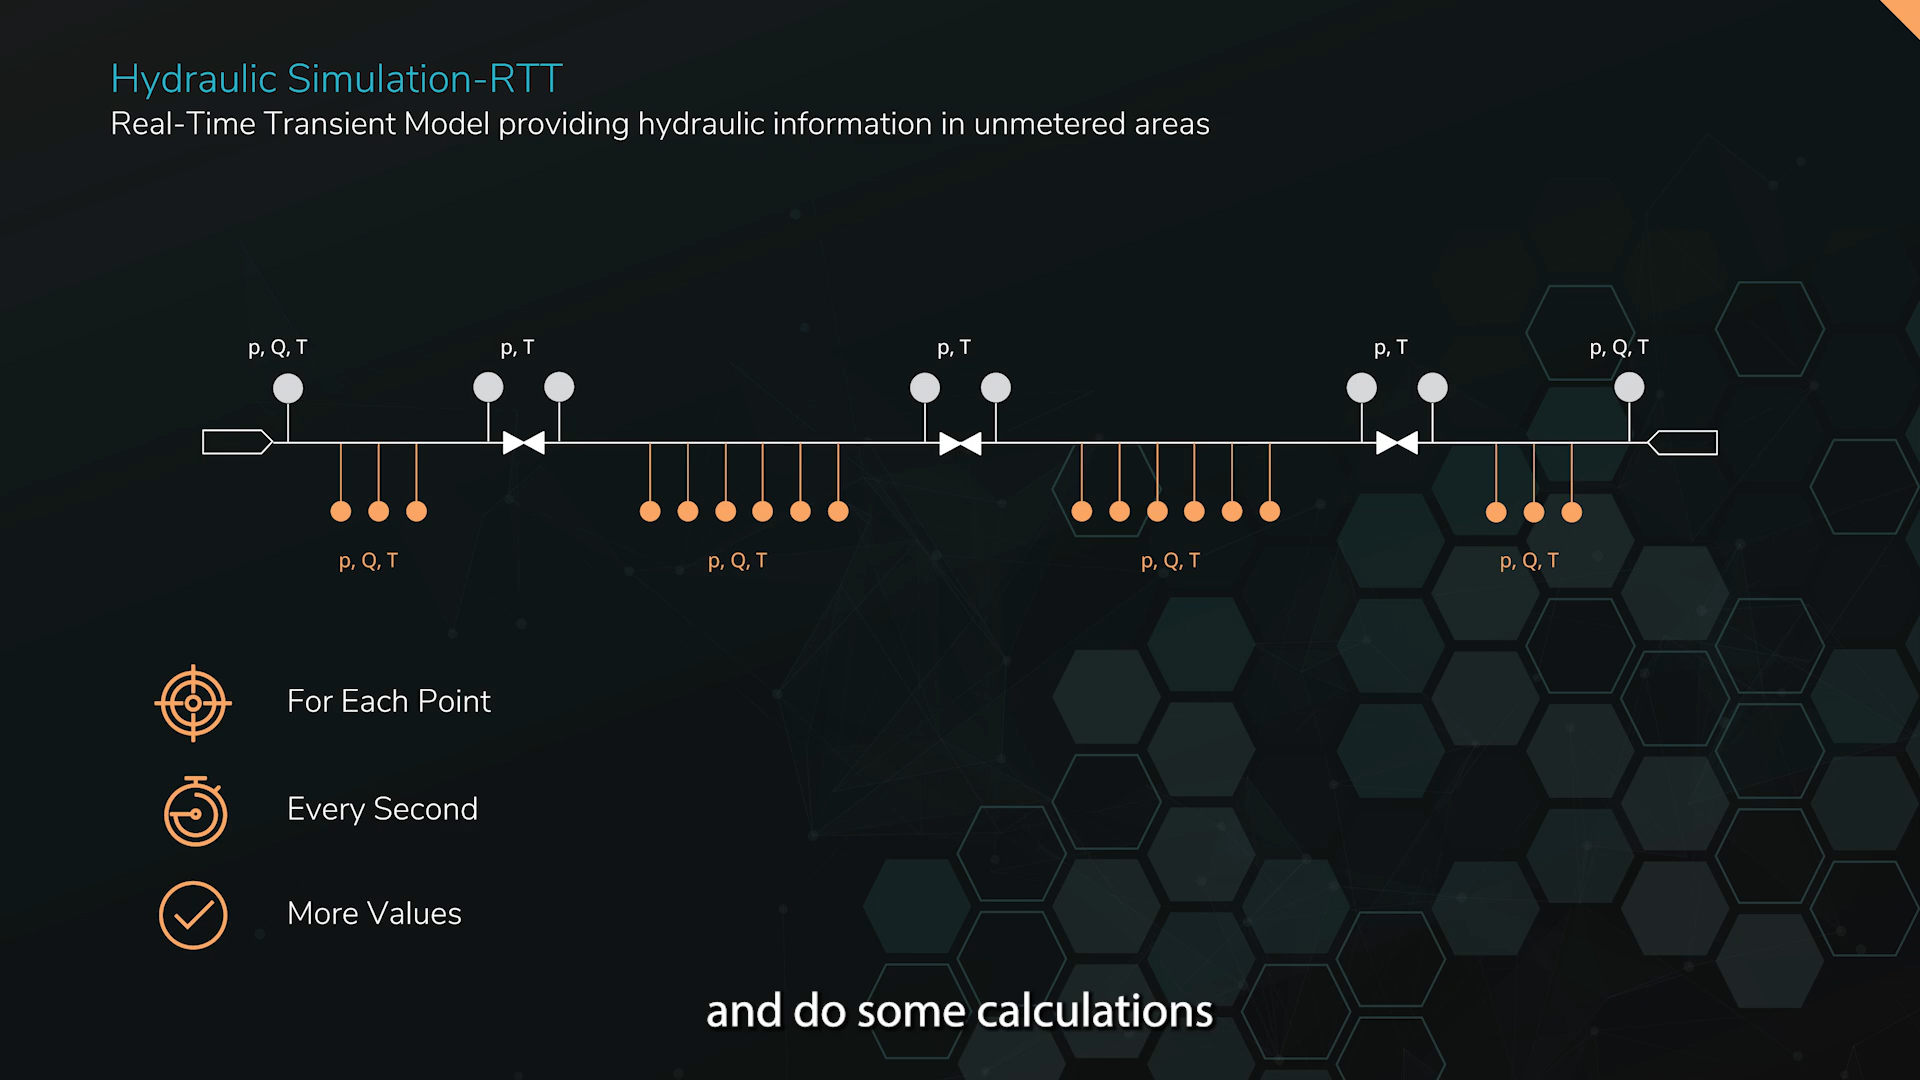 Hydraulic Simulation-RTT
Real-Time Transient Model providing hydraulic information in unmetered areas
p, Q, T
p, T
p, T
p, T
p, Q, T
p, Q, T
p, Q, T
p, Q, T
p, Q, T
For Each Point
Every Second
More Values
and do some calculations